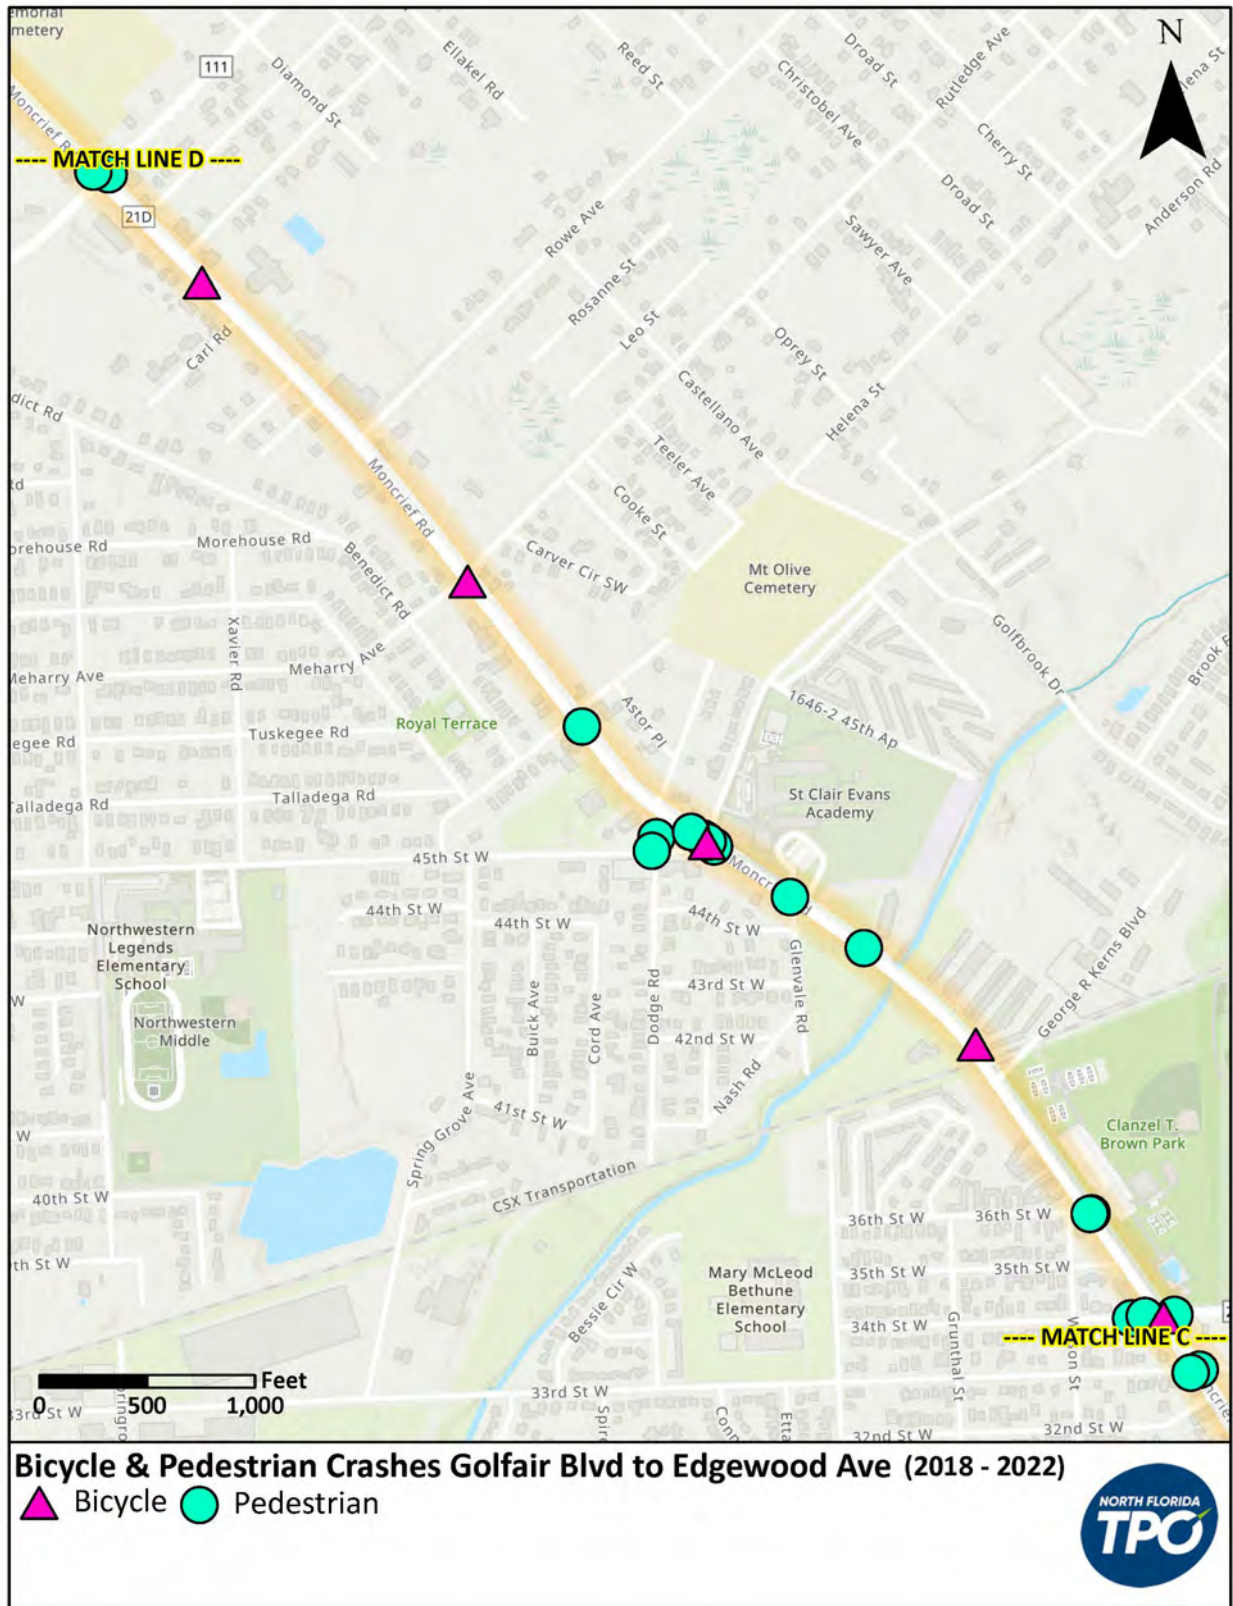 metery
N
111
Diamond St
Ellakel Rd
Reed St
Droad St
Christobel Ave
Rutledge Ave
Cherry St
Droad St
Anderson Rd
Moncrief R
---- MATCH LINE D ----
21D
Rowe Ave
Rosanne St
Leo St
Sawyer Ave
Carl Rd
Oprey St
Helena St
Castellano Ave
Teeler Ave
Cooke St
Moncrief Rd
Morehouse Rd
Benedict Rd
Carver Cir SW
Mt Olive
Cemetery
Xavier Rd
Meharry Ave
Golfbrook Dr
Royal Terrace
Astor Pl
1646-2 45th Ap
Tuskegee Rd
Talladega Rd
St Clair Evans
Academy
45th St W
44th St W
44th St W
44th St W
Northwestern
Legends
Elementary
School
Northwestern
Middle
Buick Ave
Cord Ave
Dodge Rd
43rd St W
Glenvale Rd
42nd St W
Nash Rd
George R Kerns Blvd
41st St W
Spring Grove Ave
CSX Transportation
Clanzel T.
Brown Park
40th St W
th St W
36th St W
36th St W
35th St W
35th St W
34th St W
Mary McLeod
Bethune
Elementary
School
Bessie Cir W
Grunthal St
---- MATCH LINE C ----
33rd St W
33rd St W
32nd St W
32nd St W
Feet
0 500 1,000
Bicycle & Pedestrian Crashes Golfair Blvd to Edgewood Ave (2018 - 2022)
Bicycle Pedestrian
NORTH FLORIDA
TPO